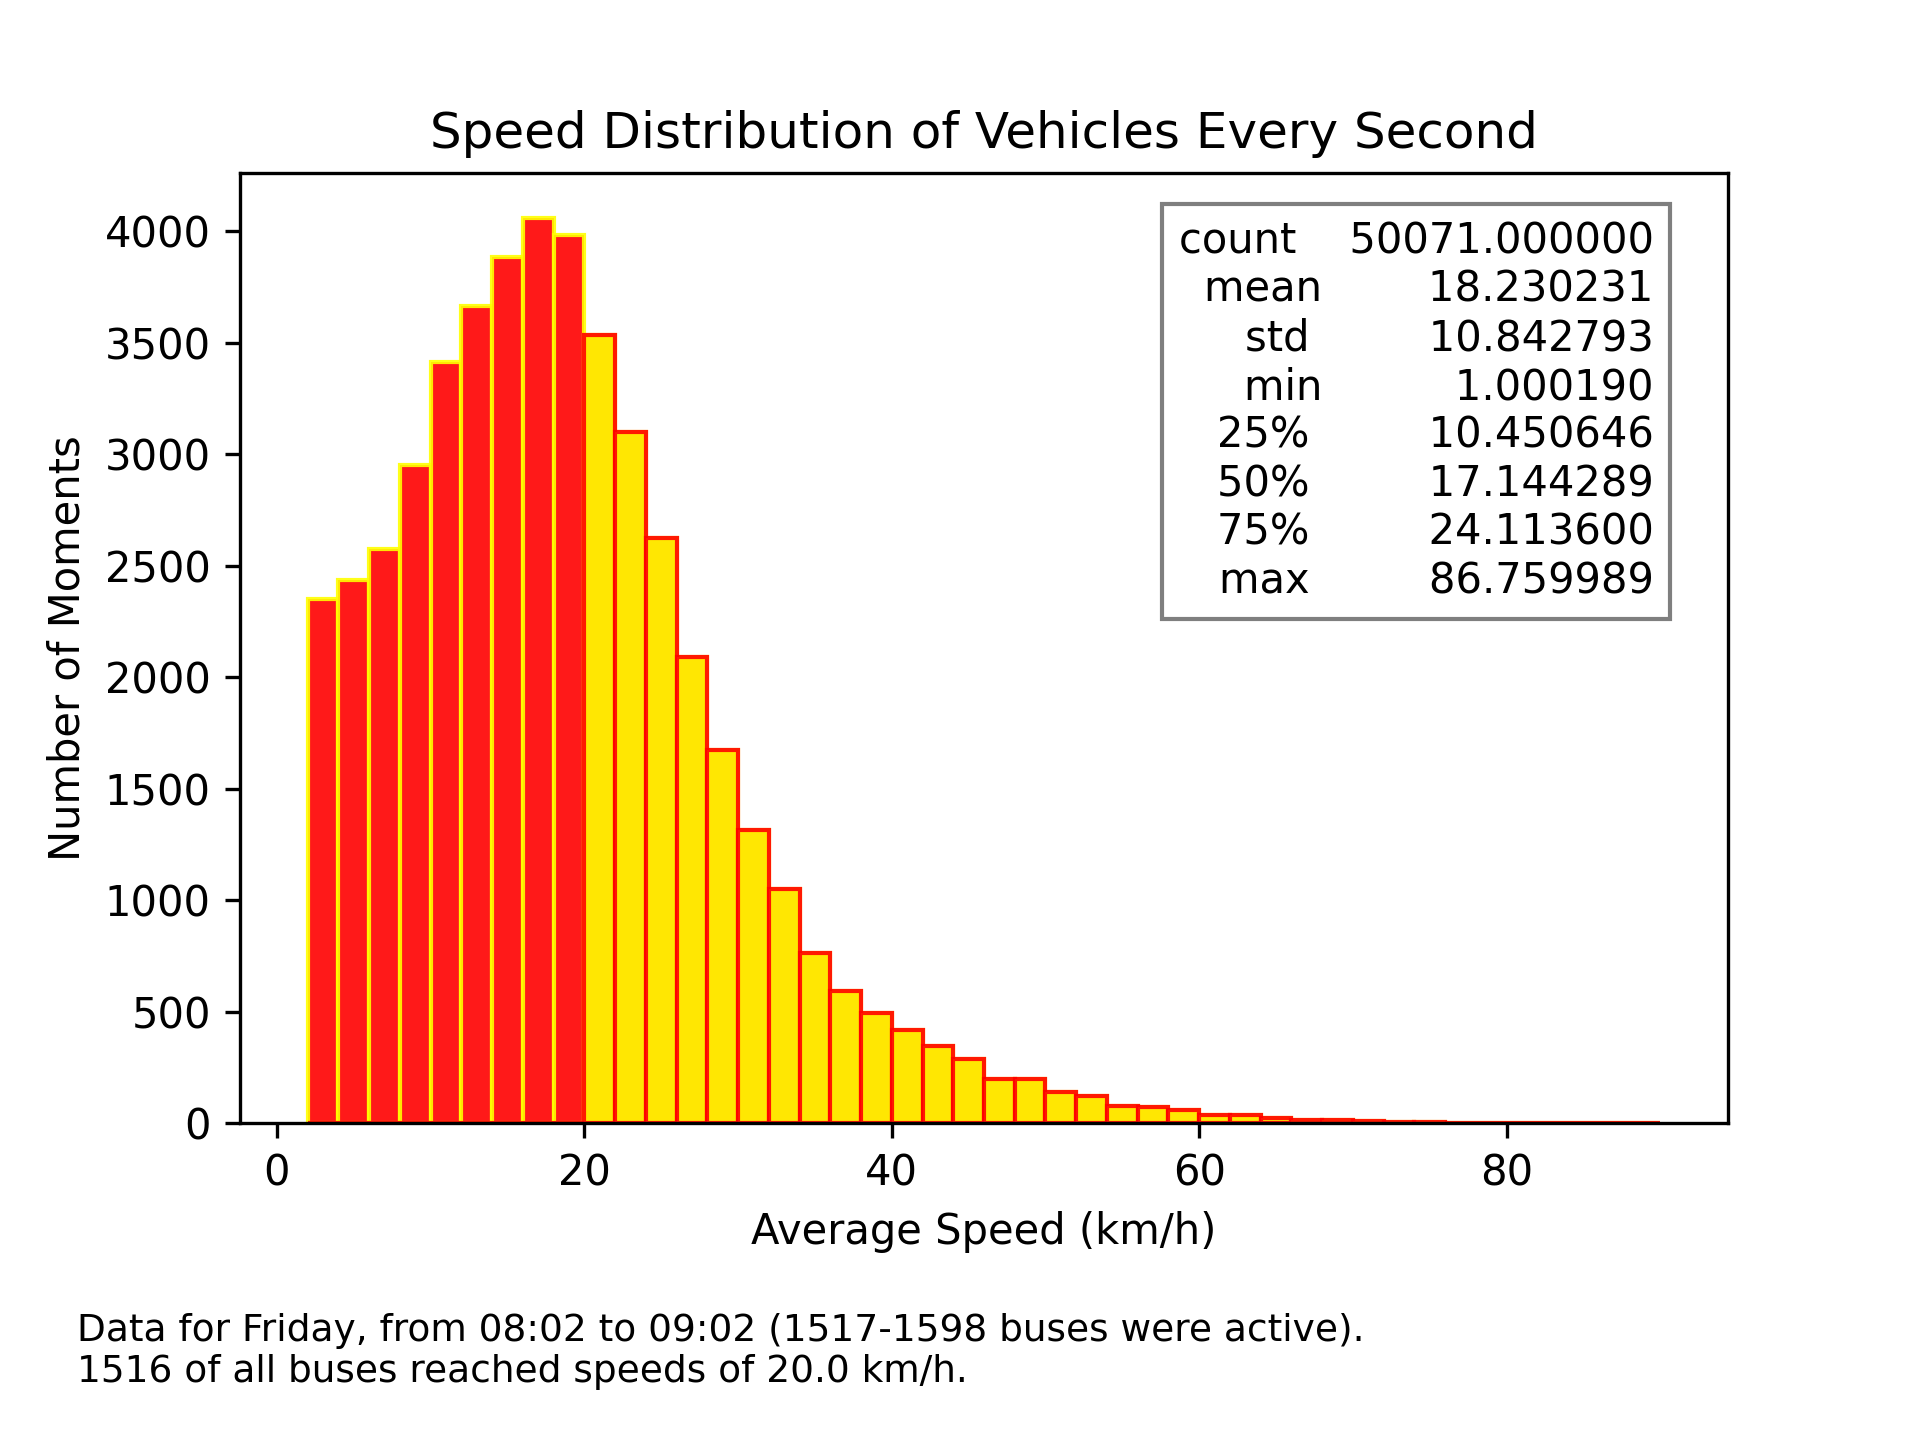 Speed Distribution of Vehicles Every Second
4000
3500
3000
2500
2000
1500
1000
500
0
Number of Moments
count 50071.000000
mean 18.230231
std 10.842793
min 1.000190
25% 10.450646
50% 17.144289
75% 24.113600
max 86.759989
0 20 40 60 80
Average Speed (km/h)
Data for Friday, from 08:02 to 09:02 (1517-1598 buses were active).
1516 of all buses reached speeds of 20.0 km/h.